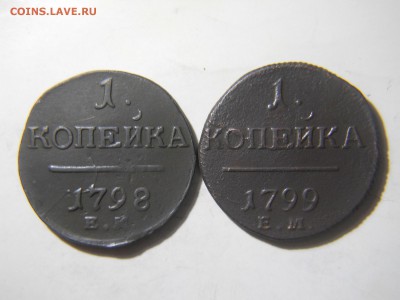 COINS.LAVE.RU
1.
КОПЕЙКА
1798
Е.М.
1.
КОПЕЙКА
1799
Е.М.